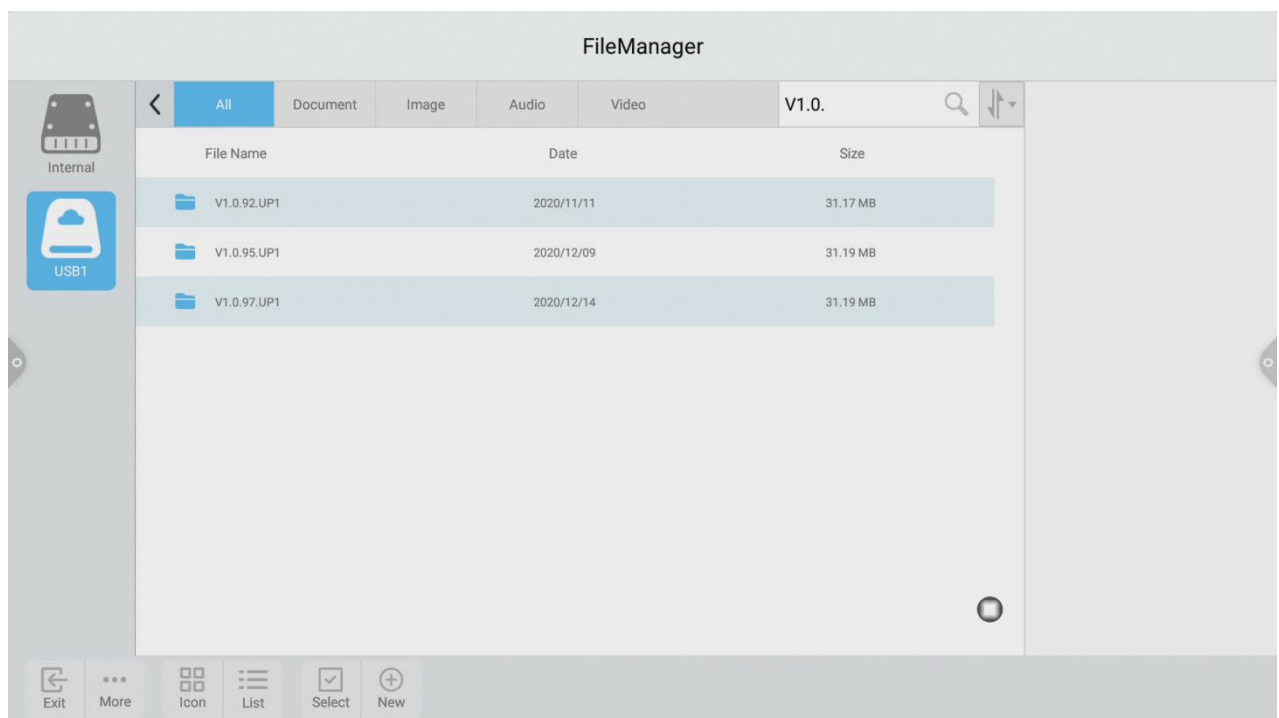 FileManager
All Document Image Audio Video V1.0.
Internal
File Name Date Size
V1.0.92.UP1 2020/11/11 31.17 MB
V1.0.95.UP1 2020/12/09 31.19 MB
USB1
V1.0.97.UP1 2020/12/14 31.19 MB
Exit More Icon List Select New